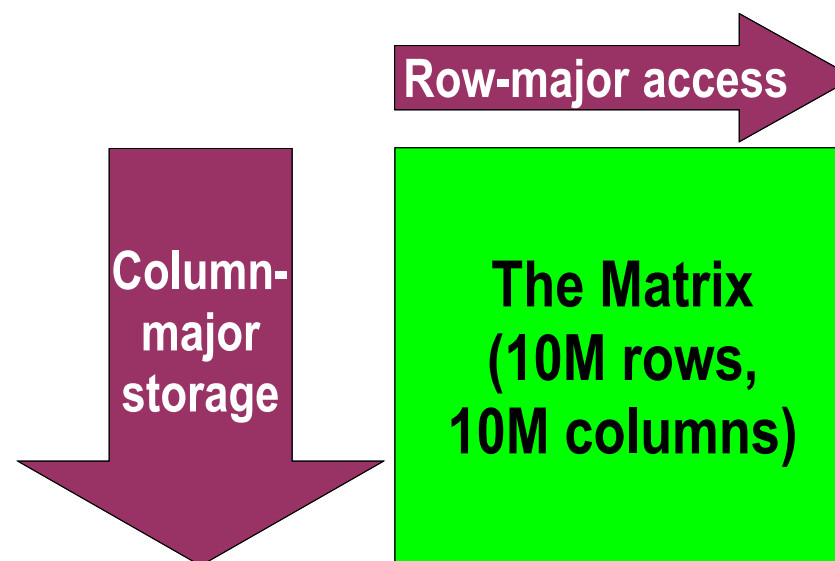 Row-major access
Column-
major
storage
The Matrix
(10M rows,
10M columns)